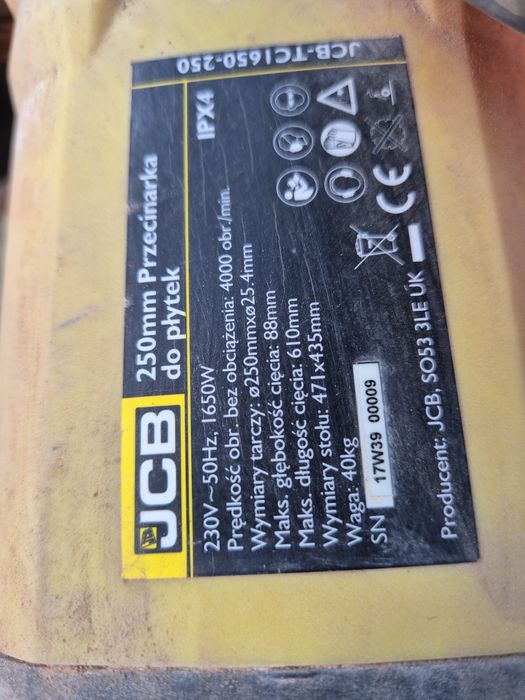 JCB
250mm Przecinarka
do płytek
230V~50Hz, 1650W
IPX4
Prędkość obr. bez obciążenia: 4000 obr./min.
Wymiary tarczy: ø250mmxø25.4mm
Maks. głębokość cięcia: 88mm
Maks. długość cięcia: 610mm
Wymiary stołu: 471x435mm
Waga: 40kg
SN 17W39 00009
CE
Producent: JCB, SO53 3LE UK
JCB-TC1650-250